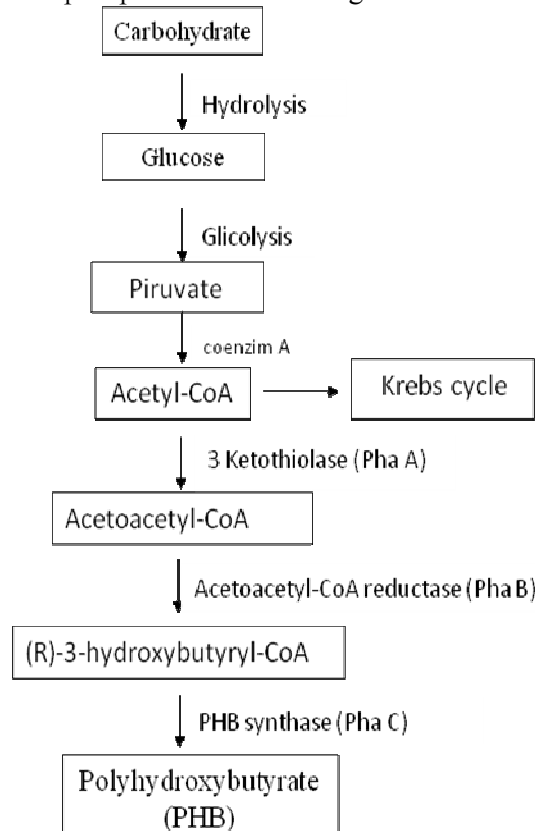 Carbohydrate
Hydrolysis
Glucose
Glicolysis
Piruvate
coenzim A
Acetyl-CoA
Krebs cycle
3 Ketothiolase (Pha A)
Acetoacetyl-CoA
Acetoacetyl-CoA reductase (Pha B)
(R)-3-hydroxybutyryl-CoA
PHB synthase (Pha C)
Polyhydroxybutyrate
(PHB)